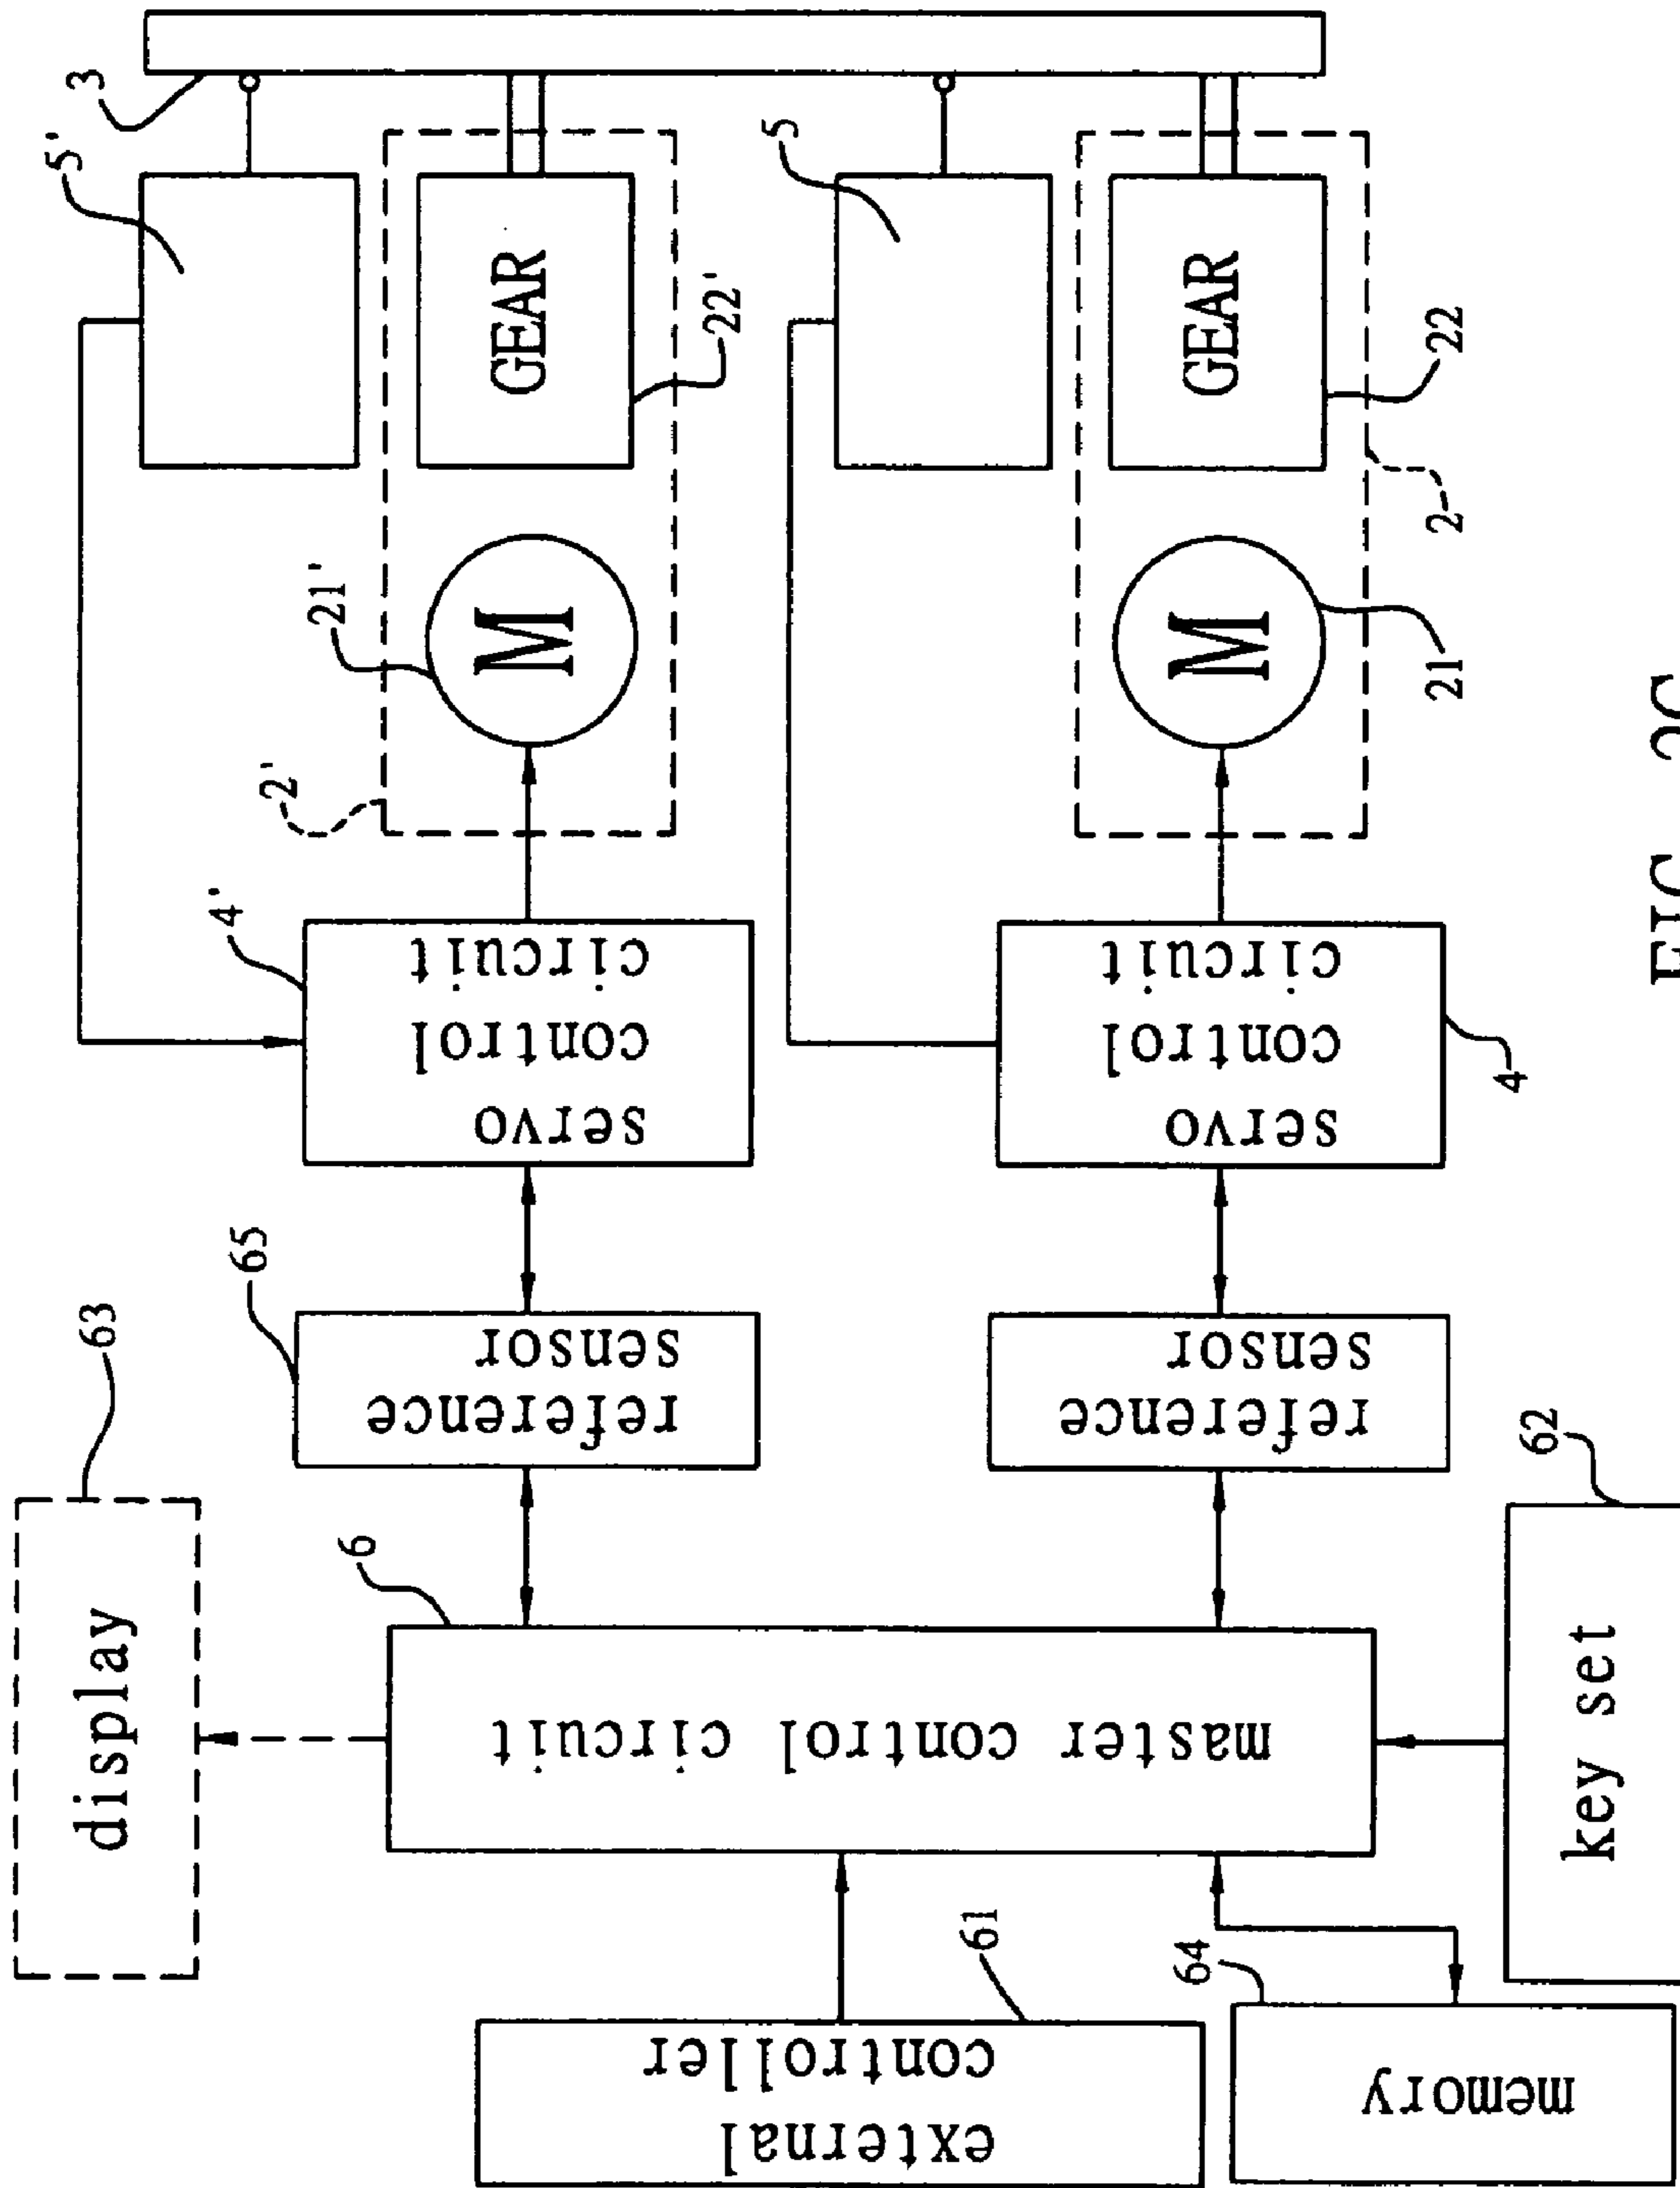 63
display
65
6
reference
sensor
4'
servo
control
circuit
2'
21'
M
GEAR
22'
5'
3
master control circuit
61
external
controller
64
memory
62
key set
reference
sensor
servo
control
circuit
4
M
21
2
GEAR
22
5